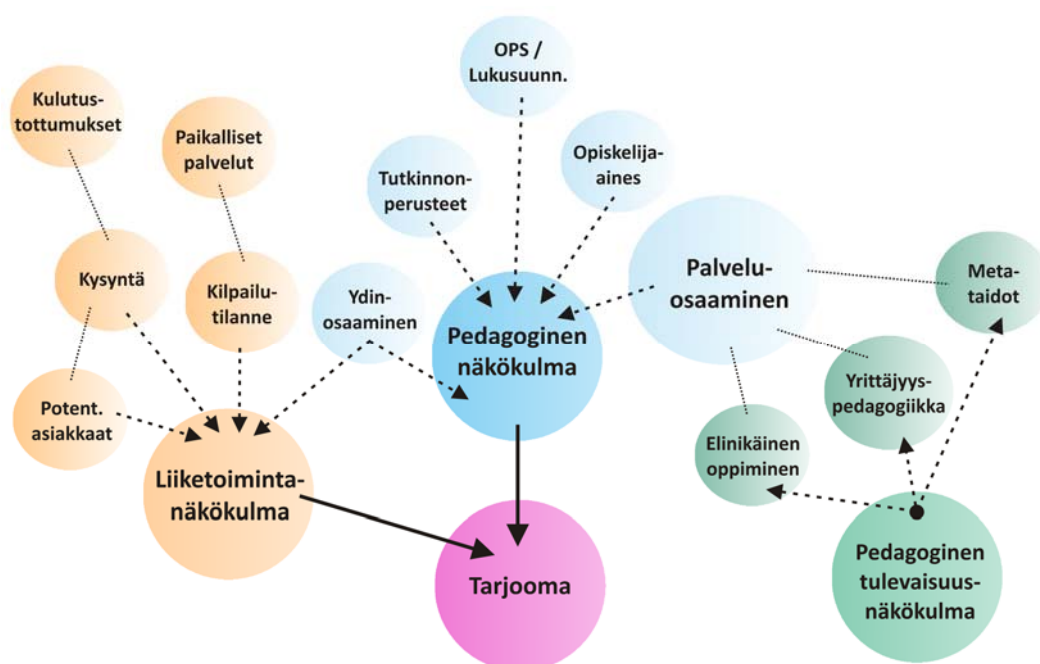 OPS /
Lukusuunn.
Kulutus-
tottumukset
Paikalliset
palvelut
Opiskelija-
aines
Tutkinnon-
perusteet
Palvelu-
osaaminen
Meta-
taidot
Kysyntä
Kilpailu-
tilanne
Ydin-
osaaminen
Pedagoginen
näkökulma
Yrittäjyys-
pedagogiikka
Potent.
asiakkaat
Elinikäinen
oppiminen
Liiketoiminta-
näkökulma
Tarjooma
Pedagoginen
tulevaisuus-
näkökulma